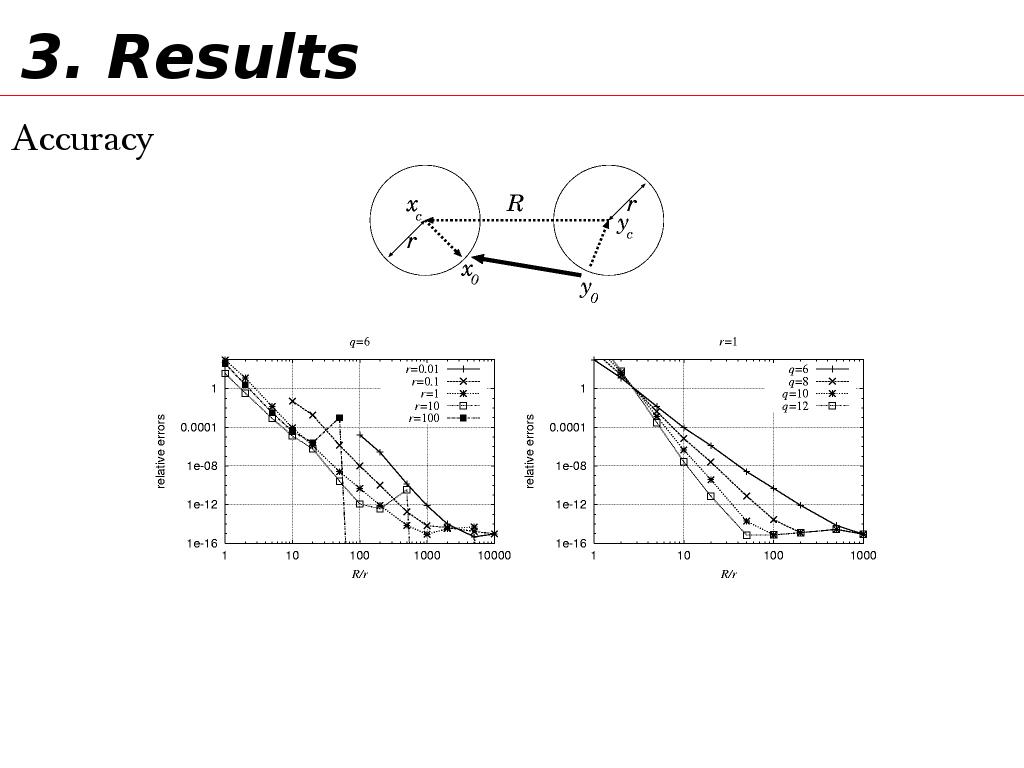 3. Results
Accuracy
x_c R r
r y_c
x_0
y_0
q=6
r=0.01
r=0.1
r=1
r=10
r=100
1
0.0001
1e-08
1e-12
1e-16
relative errors
1 10 100 1000 10000
R/r
r=1
q=6
q=8
q=10
q=12
1
0.0001
1e-08
1e-12
1e-16
relative errors
1 10 100 1000
R/r